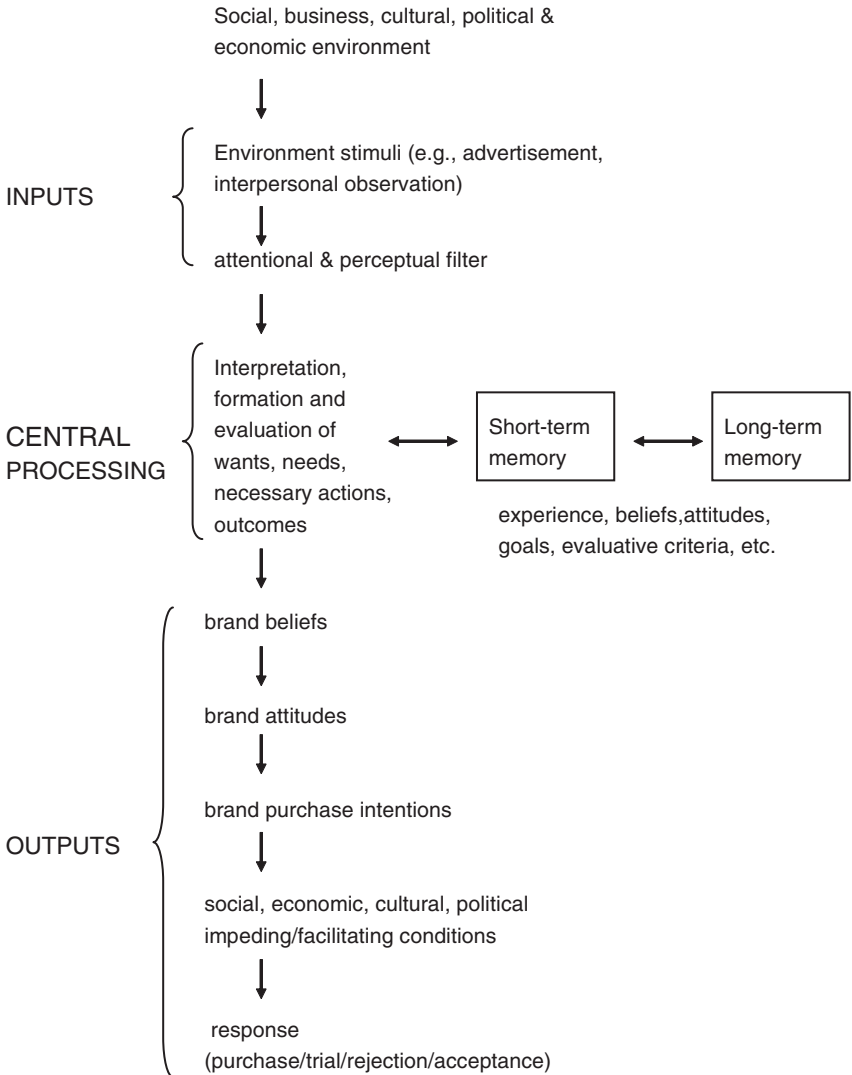 Social, business, cultural, political &
economic environment
INPUTS
Environment stimuli (e.g., advertisement,
interpersonal observation)
attentional & perceptual filter
CENTRAL
PROCESSING
Interpretation,
formation and
evaluation of
wants, needs,
necessary actions,
outcomes
Short-term
memory
Long-term
memory
experience, beliefs,attitudes,
goals, evaluative criteria, etc.
OUTPUTS
brand beliefs
brand attitudes
brand purchase intentions
social, economic, cultural, political
impeding/facilitating conditions
response
(purchase/trial/rejection/acceptance)